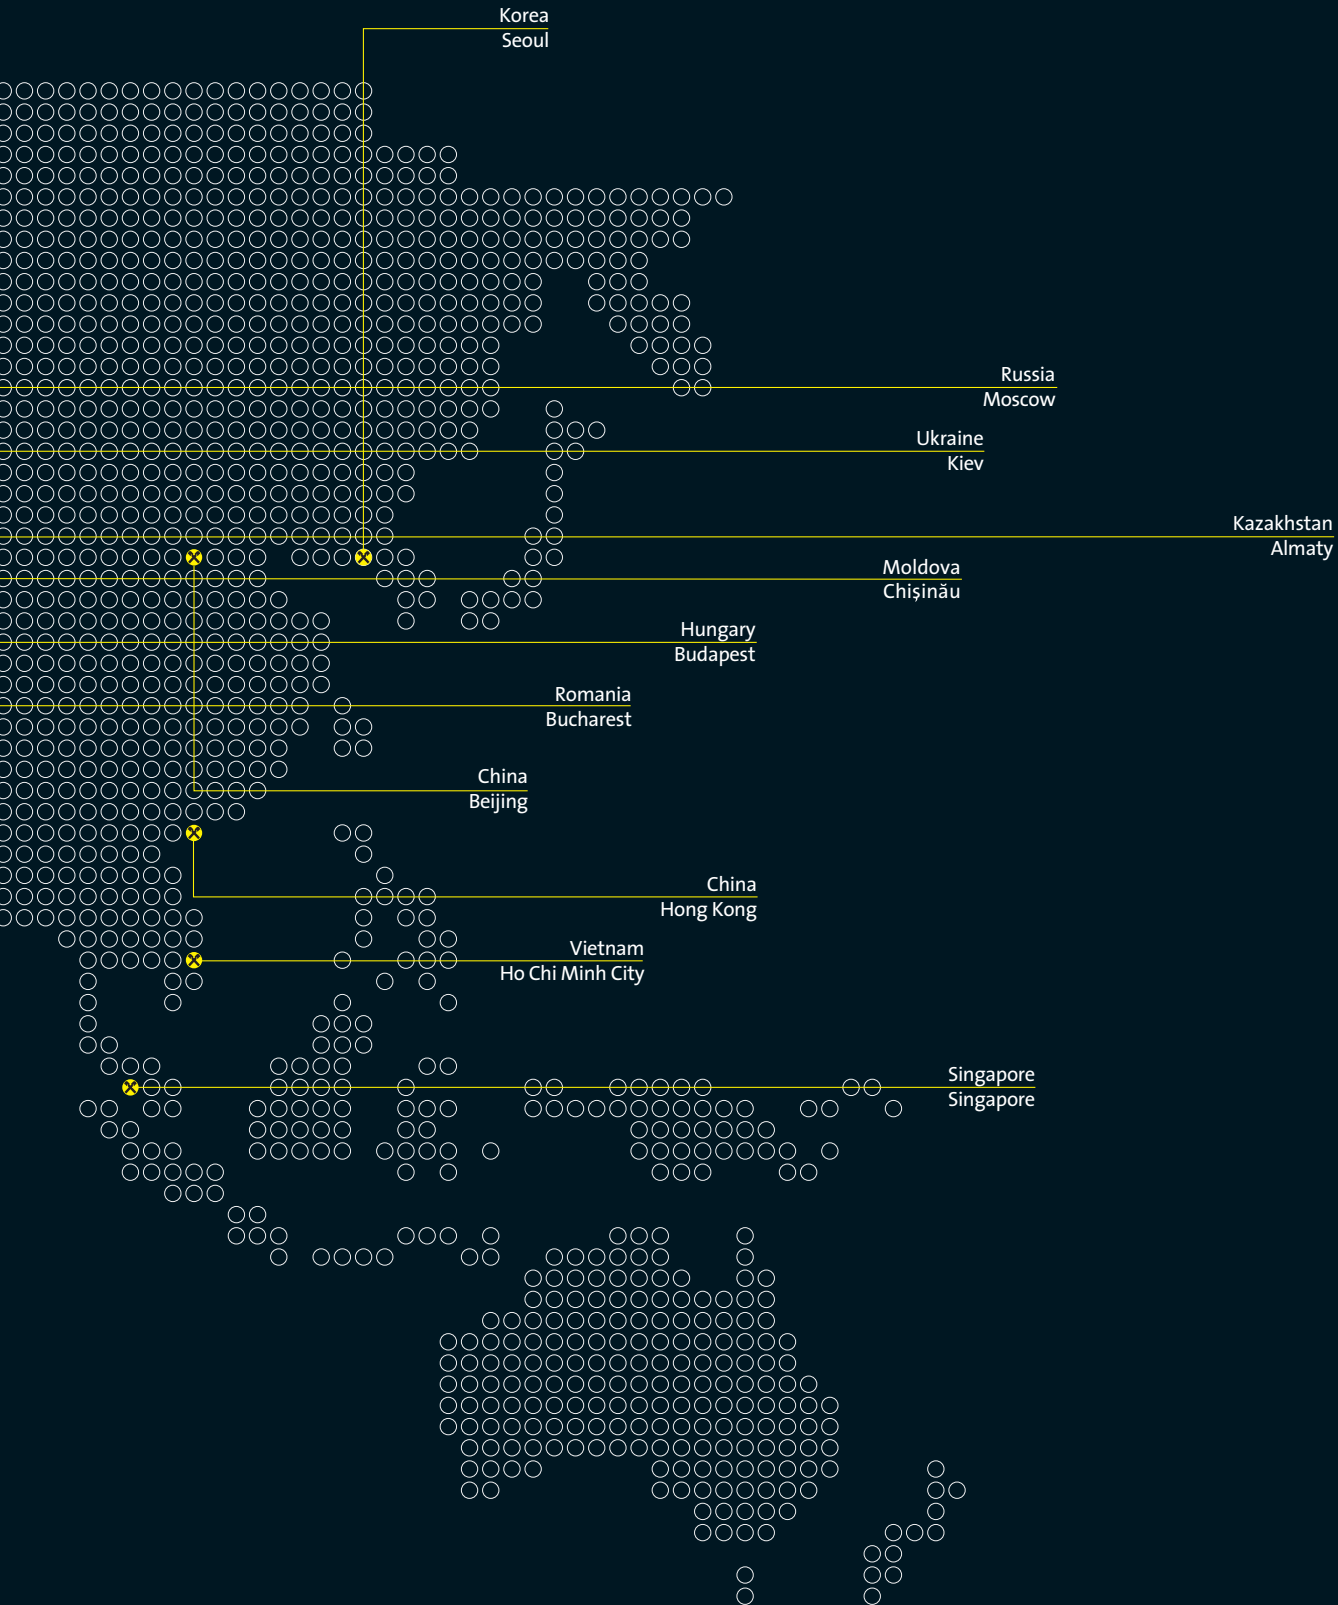 Korea
Seoul
Russia
Moscow
Ukraine
Kiev
Kazakhstan
Almaty
Moldova
Chișinău
Hungary
Budapest
Romania
Bucharest
China
Beijing
China
Hong Kong
Vietnam
Ho Chi Minh City
Singapore
Singapore